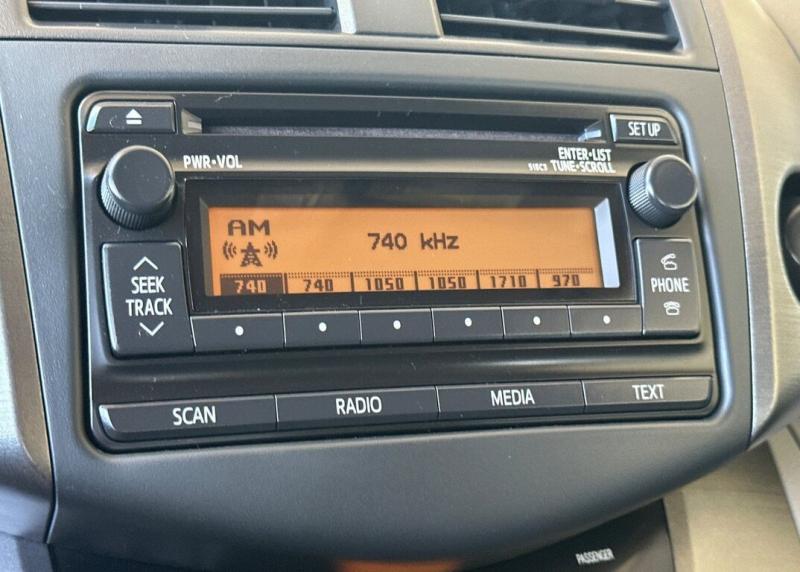 SET UP
PWR•VOL
ENTER•LIST
518C3 TUNE•SCROLL
AM
740 kHz
740 740 1050 1050 1710 970
SEEK
TRACK
PHONE
SCAN RADIO MEDIA TEXT
PASSENGER